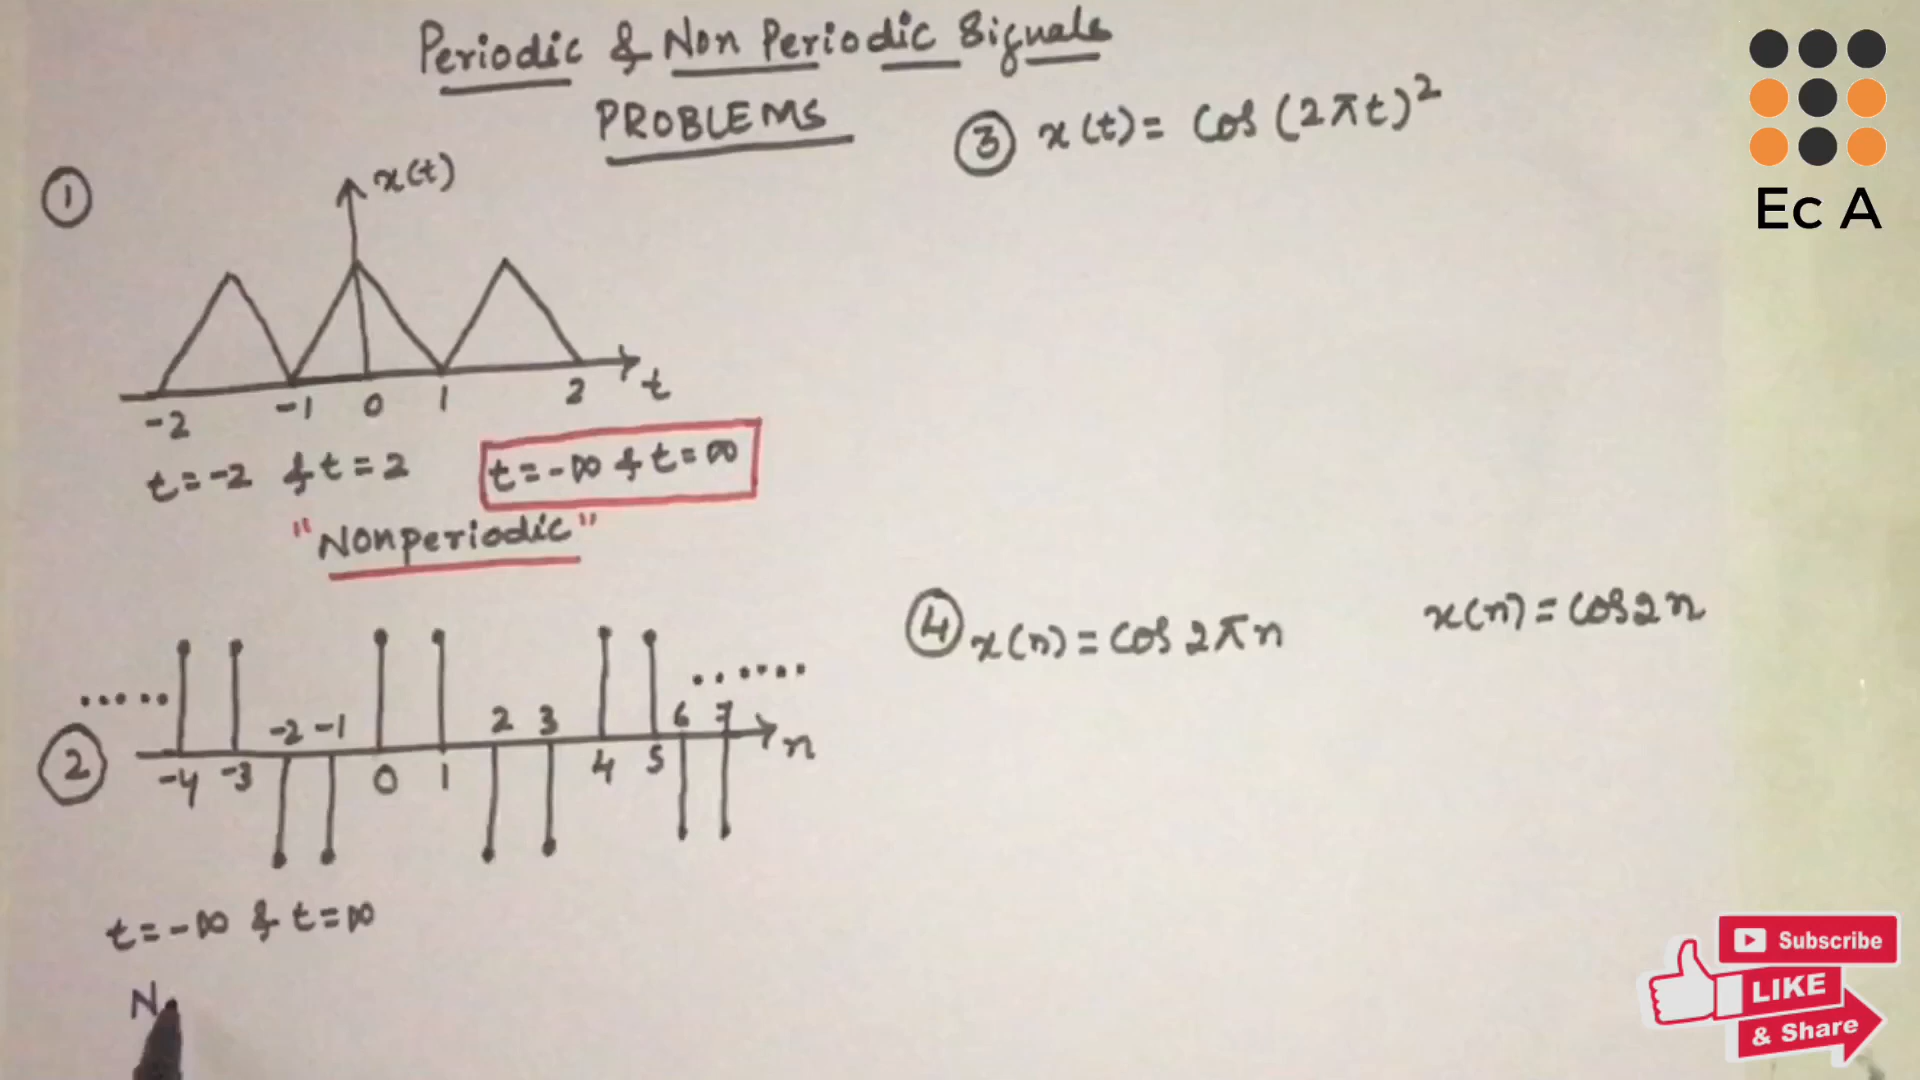 Periodic & Non Periodic Signals
PROBLEMS
①
x(t)
-2 -1 0 1 2 t
t=-2 & t=2 t=-∞ & t=∞
"Nonperiodic"
②
-2 -1 2 3 6 7
-4 -3 0 1 4 5 n
t=-∞ & t=∞
N
③ x(t)= cos (2πt)²
④ x(n)= cos 2πn x(n)= cos2n
Ec A
Subscribe
LIKE
& Share